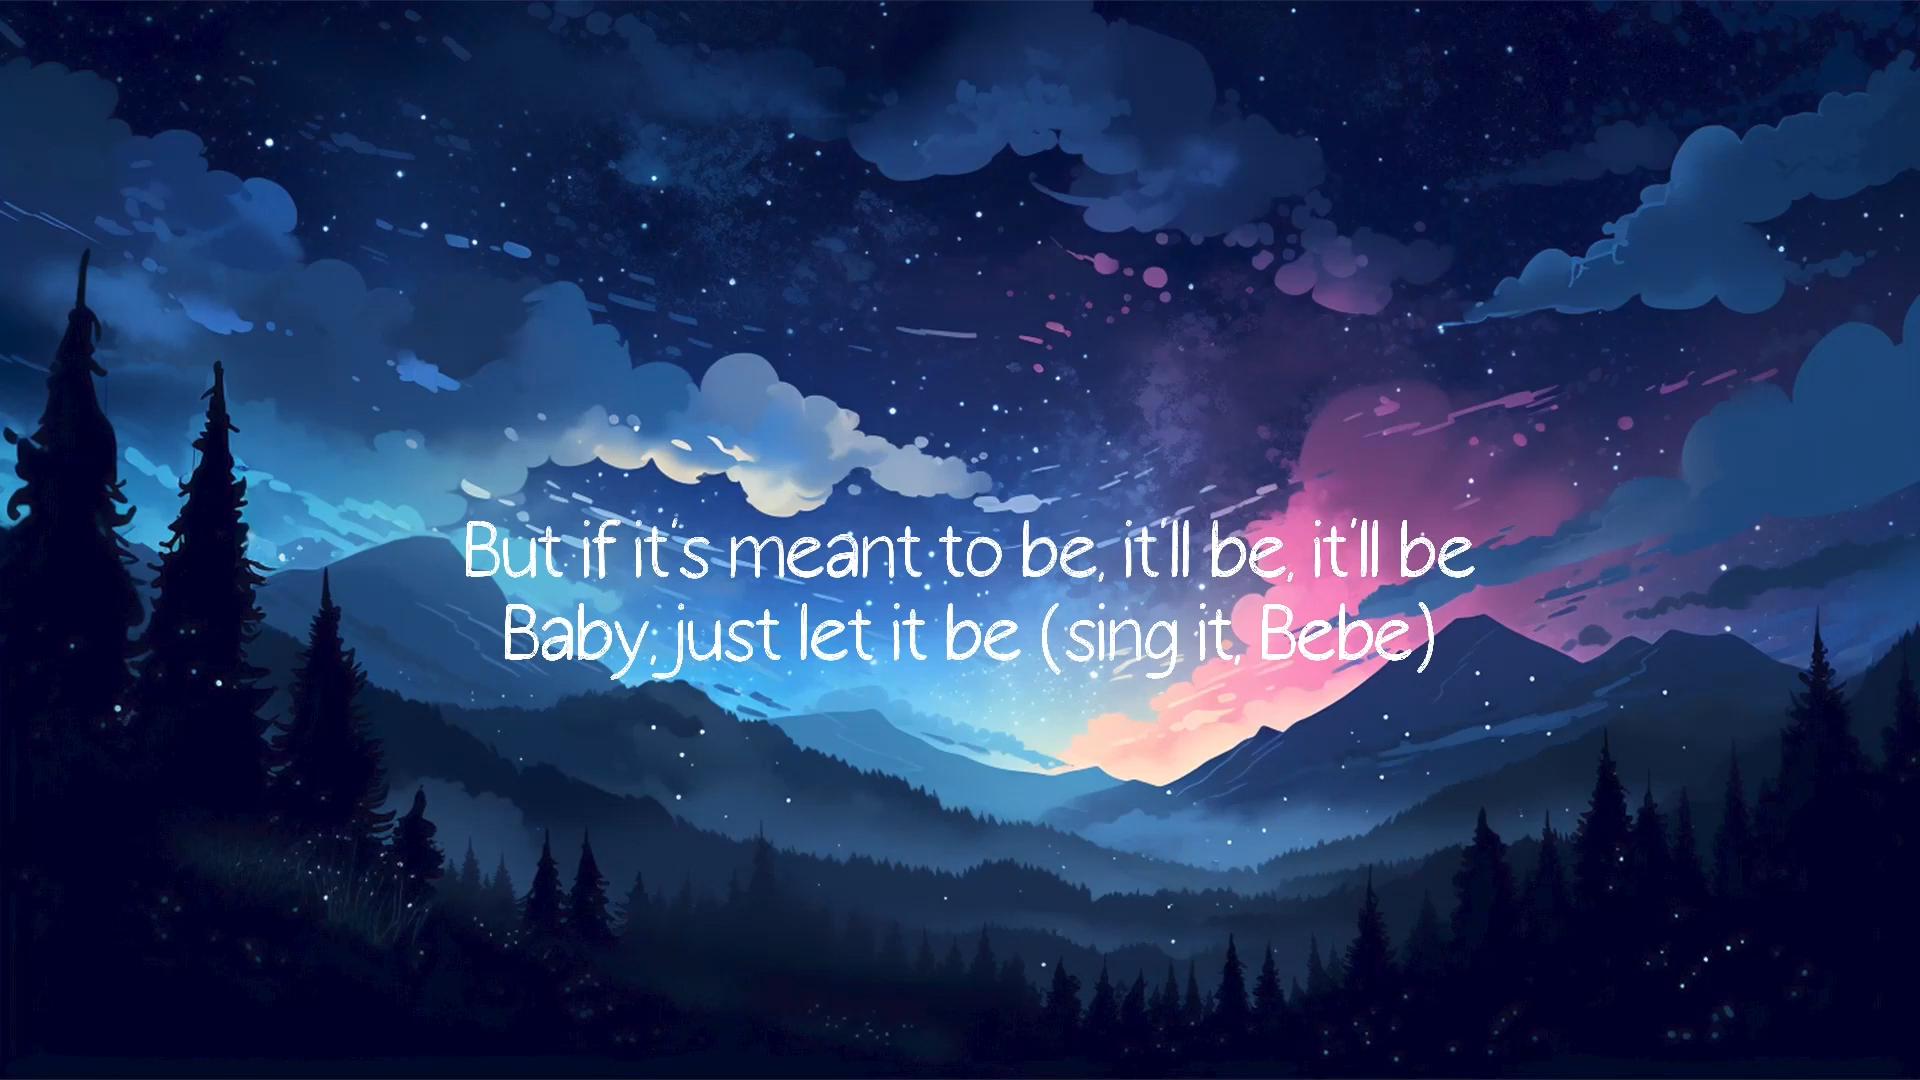 But if it's meant to be, it'll be, it'll be
Baby, just let it be (sing it, Bebe)